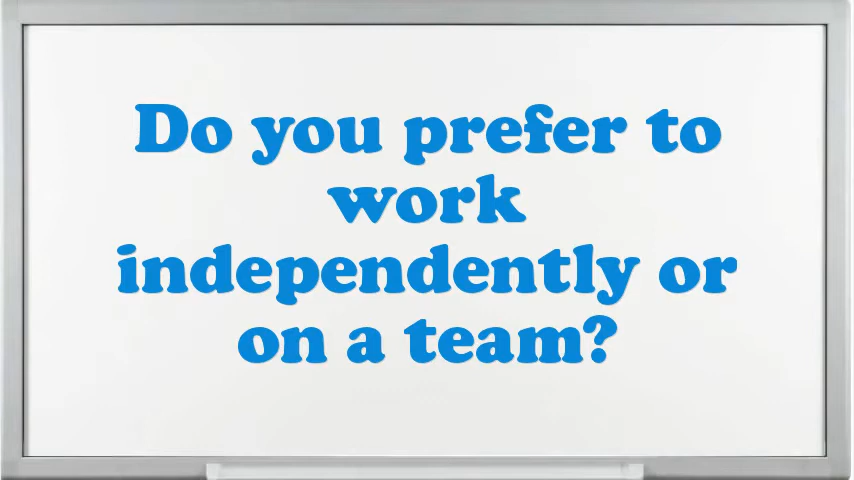 Do you prefer to
work
independently or
on a team?